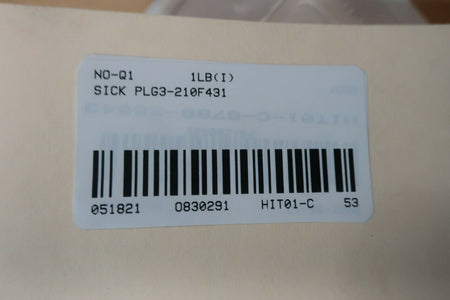 NO-Q1 1LB(I)
SICK PLG3-210F431
051821 0830291 HIT01-C 53